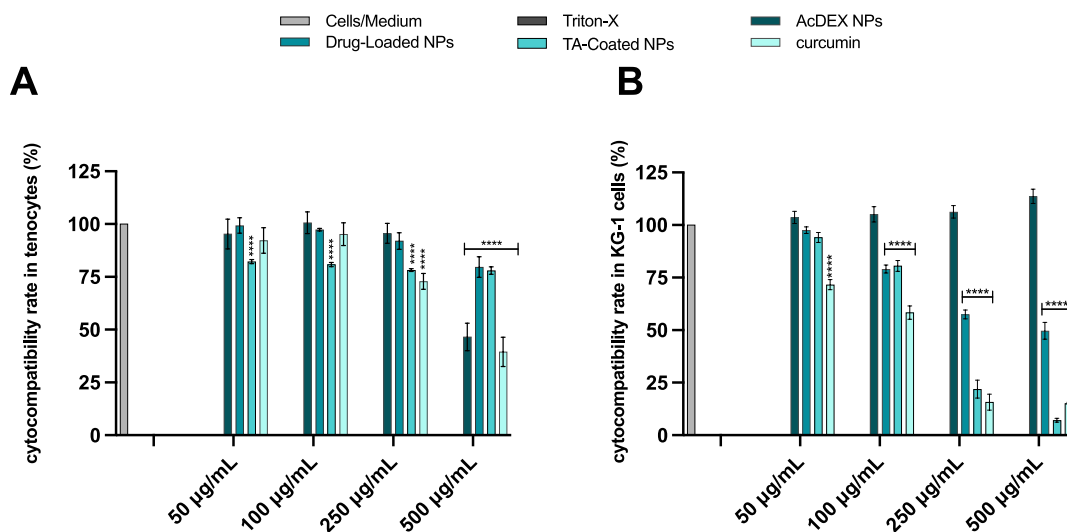 Cells/Medium Triton-X AcDEX NPs
Drug-Loaded NPs TA-Coated NPs curcumin
A
B
cytocompatibility rate in tenocytes (%)
125
100
75
50
25
0
**** **** **** **** ****
50 µg/mL 100 µg/mL 250 µg/mL 500 µg/mL
cytocompatibility rate in KG-1 cells (%)
125
100
75
50
25
0
**** **** **** ****
50 µg/mL 100 µg/mL 250 µg/mL 500 µg/mL